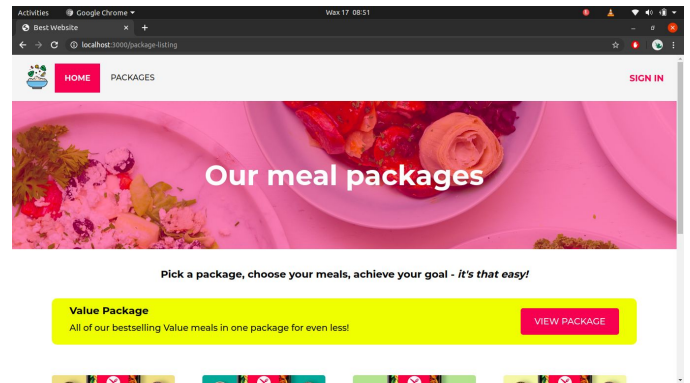 Activities
Google Chrome
Wax 17 08:51
Best Website
localhost:3000/package-listing
HOME
PACKAGES
SIGN IN
Our meal packages
Pick a package, choose your meals, achieve your goal - it's that easy!
Value Package
All of our bestselling Value meals in one package for even less!
VIEW PACKAGE